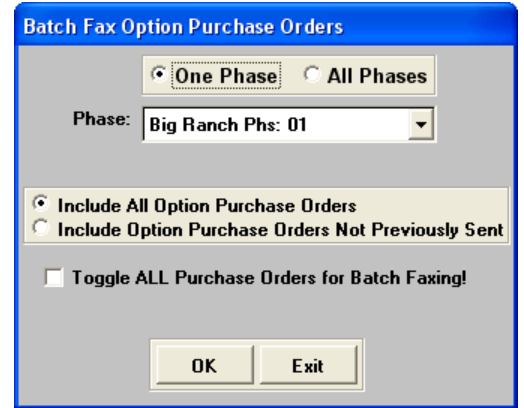 Batch Fax Option Purchase Orders
One Phase All Phases
Phase: Big Ranch Phs: 01
Include All Option Purchase Orders
Include Option Purchase Orders Not Previously Sent
Toggle ALL Purchase Orders for Batch Faxing!
OK Exit